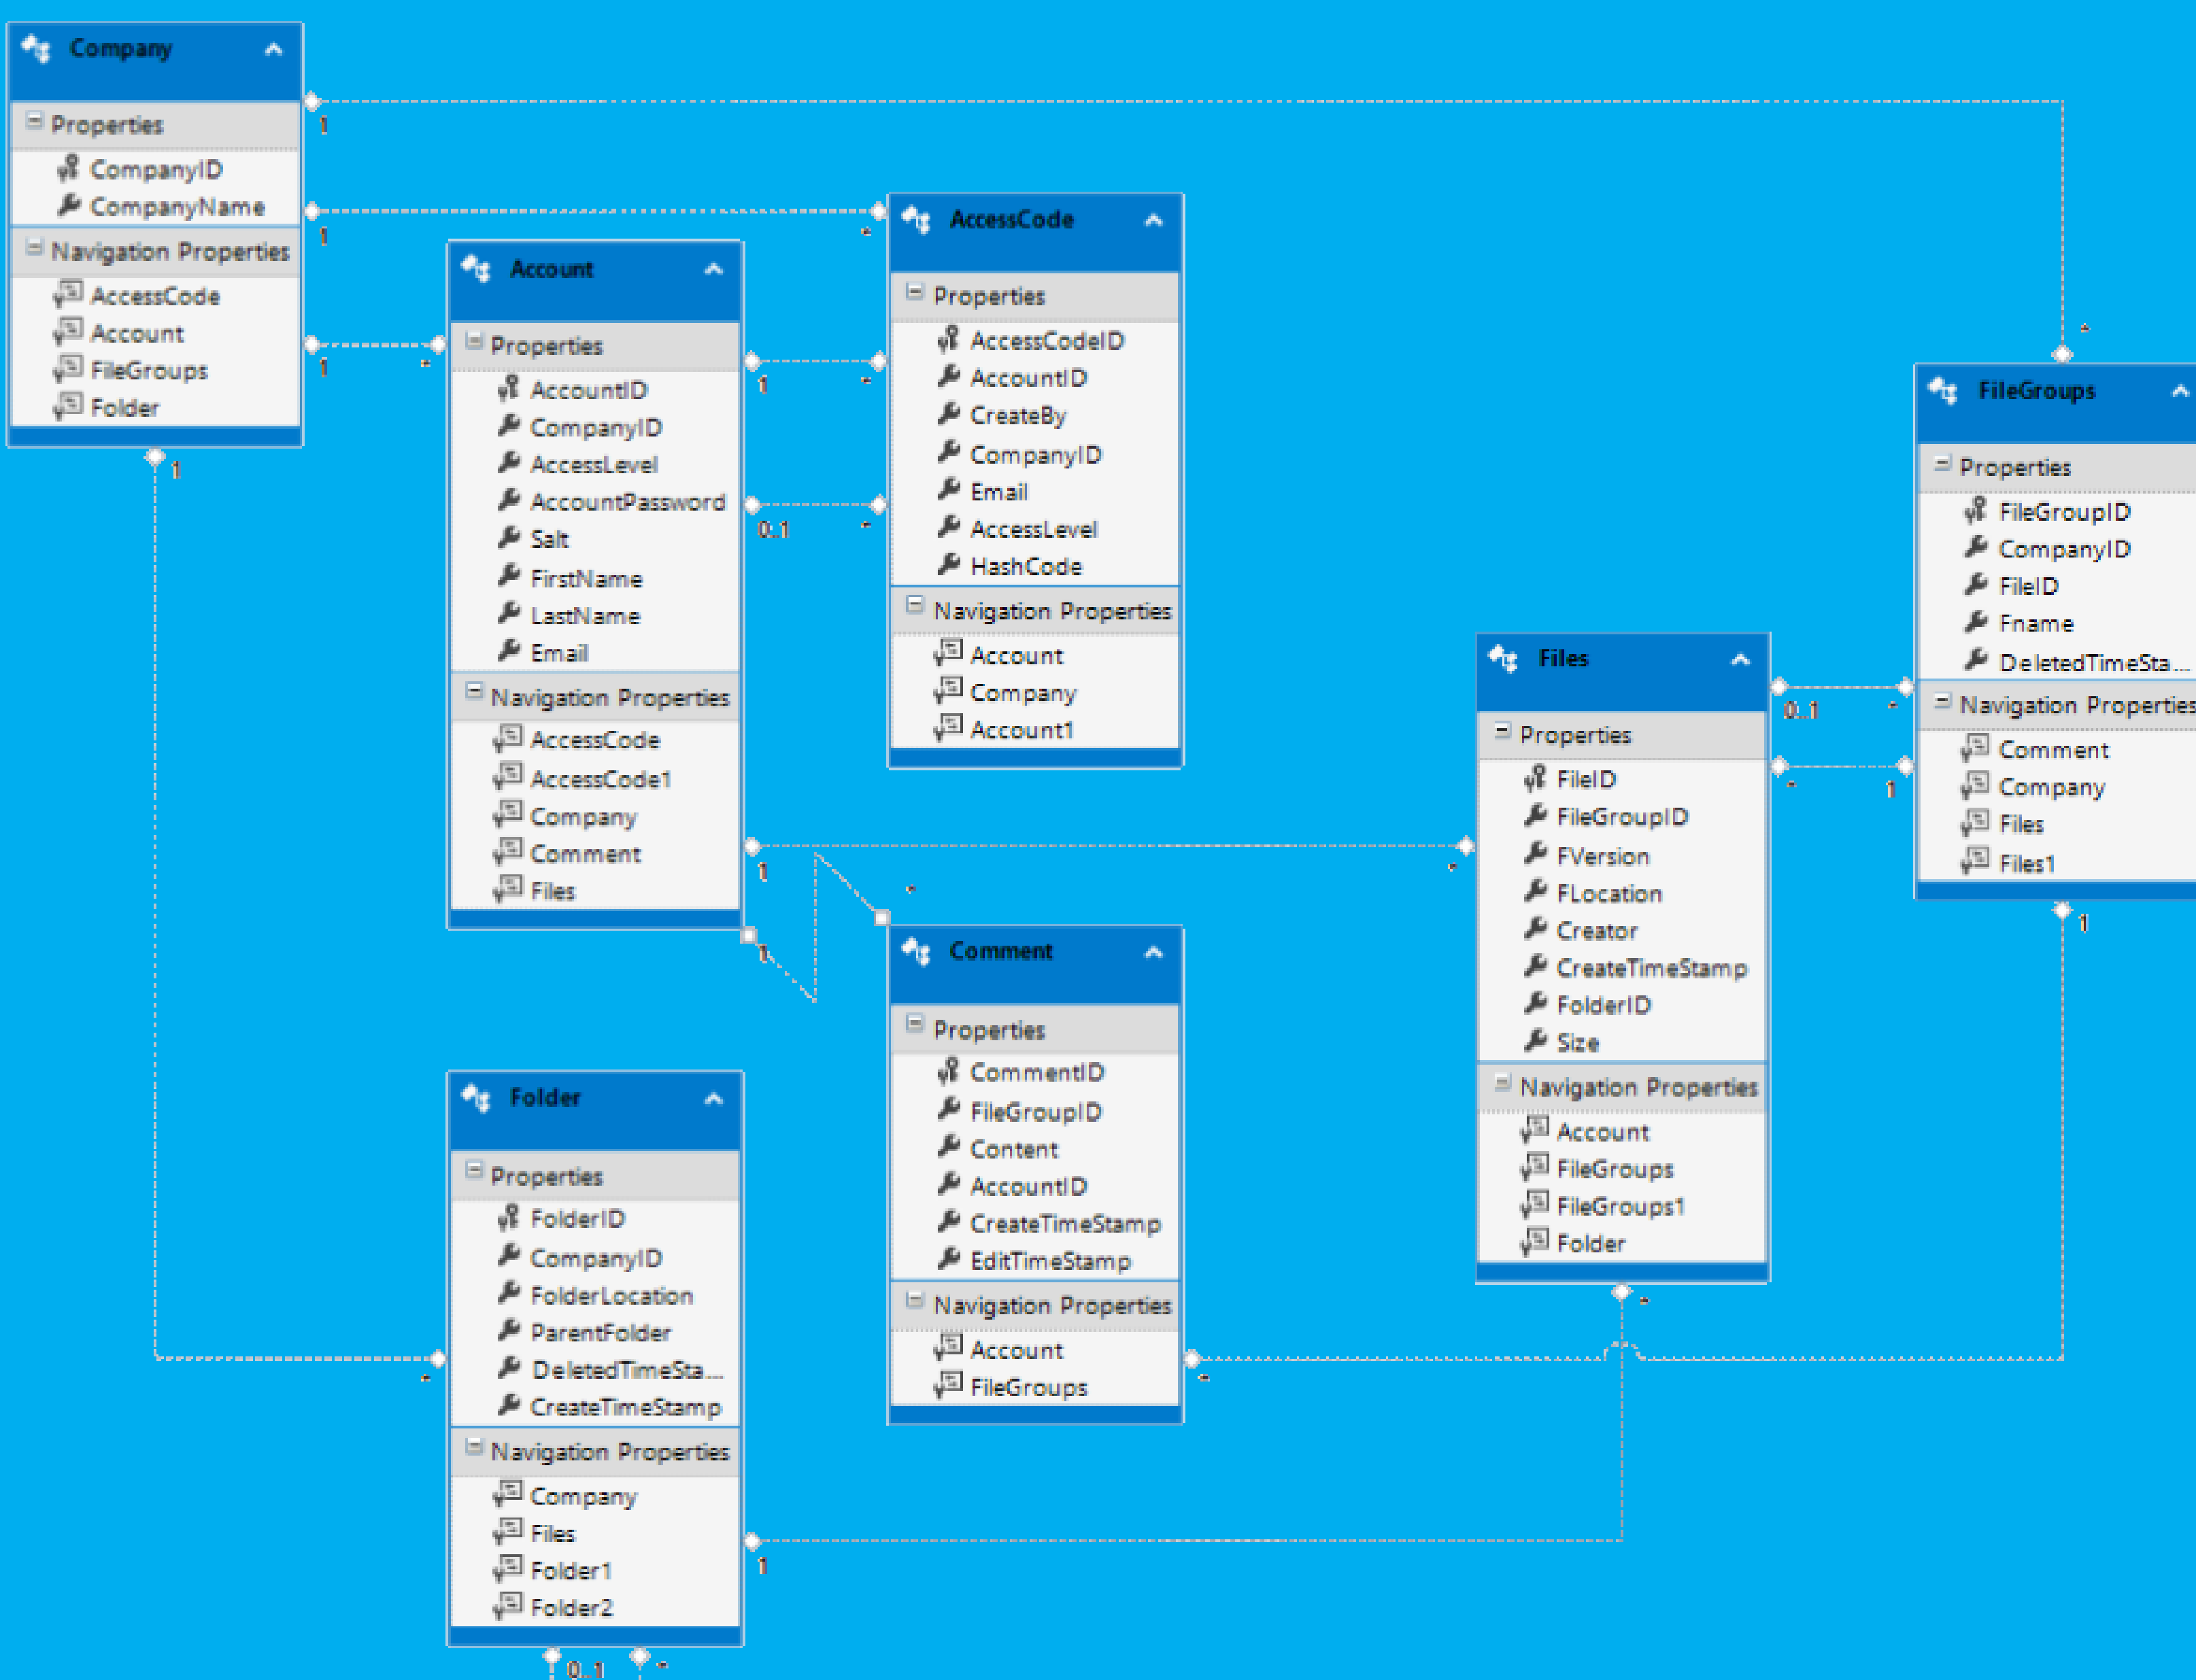 Company
Properties
CompanyID
CompanyName
Navigation Properties
AccessCode
Account
FileGroups
Folder
1
1
1
1
*
*
*
*
Account
Properties
AccountID
CompanyID
AccessLevel
AccountPassword
Salt
FirstName
LastName
Email
Navigation Properties
AccessCode
AccessCode1
Company
Comment
Files
1
*
0..1
*
1
*
1
*
AccessCode
Properties
AccessCodeID
AccountID
CreateBy
CompanyID
Email
AccessLevel
HashCode
Navigation Properties
Account
Company
Account1
Folder
Properties
FolderID
CompanyID
FolderLocation
ParentFolder
DeletedTimeSta...
CreateTimeStamp
Navigation Properties
Company
Files
Folder1
Folder2
1
*
0..1
*
Comment
Properties
CommentID
FileGroupID
Content
AccountID
CreateTimeStamp
EditTimeStamp
Navigation Properties
Account
FileGroups
*
1
Files
Properties
FileID
FileGroupID
FVersion
FLocation
Creator
CreateTimeStamp
FolderID
Size
Navigation Properties
Account
FileGroups
FileGroups1
Folder
0..1
*
*
1
FileGroups
Properties
FileGroupID
CompanyID
FileID
Fname
DeletedTimeSta...
Navigation Properties
Comment
Company
Files
Files1